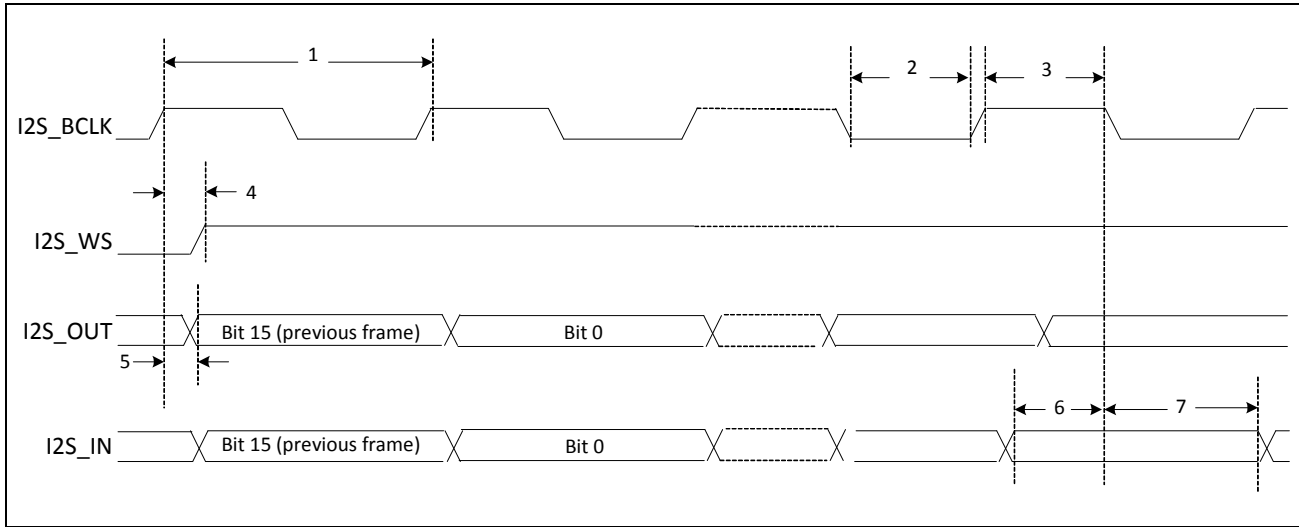 1
2
3
I2S_BCLK
4
I2S_WS
I2S_OUT
Bit 15 (previous frame)
Bit 0
5
6
7
I2S_IN
Bit 15 (previous frame)
Bit 0